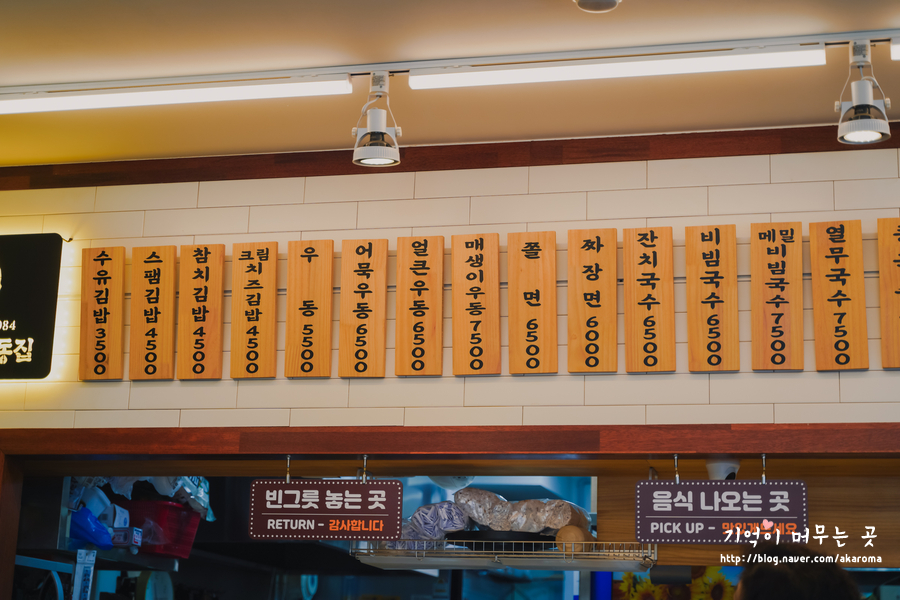 984
동집
수유김밥 3500
스팸김밥 4500
참치김밥 4500
크림
치즈김밥 4500
우동 5500
어묵우동 6500
얼큰우동 6500
매생이우동 7500
쫄면 6500
짜장면 6000
잔치국수 6500
비빔국수 6500
메밀
비빔국수 7500
열무국수 7500
빈그릇 놓는 곳
RETURN - 감사합니다
음식 나오는 곳
PICK UP -
기억이 머무는 곳
http://blog.naver.com/akaroma